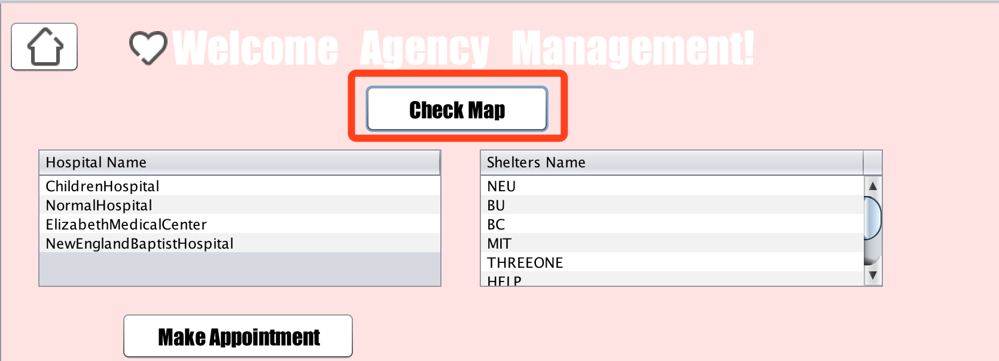 Welcome Agency Management!
Check Map
Hospital Name
ChildrenHospital
NormalHospital
ElizabethMedicalCenter
NewEnglandBaptistHospital
Shelters Name
NEU
BU
BC
MIT
THREEONE
HELP
Make Appointment